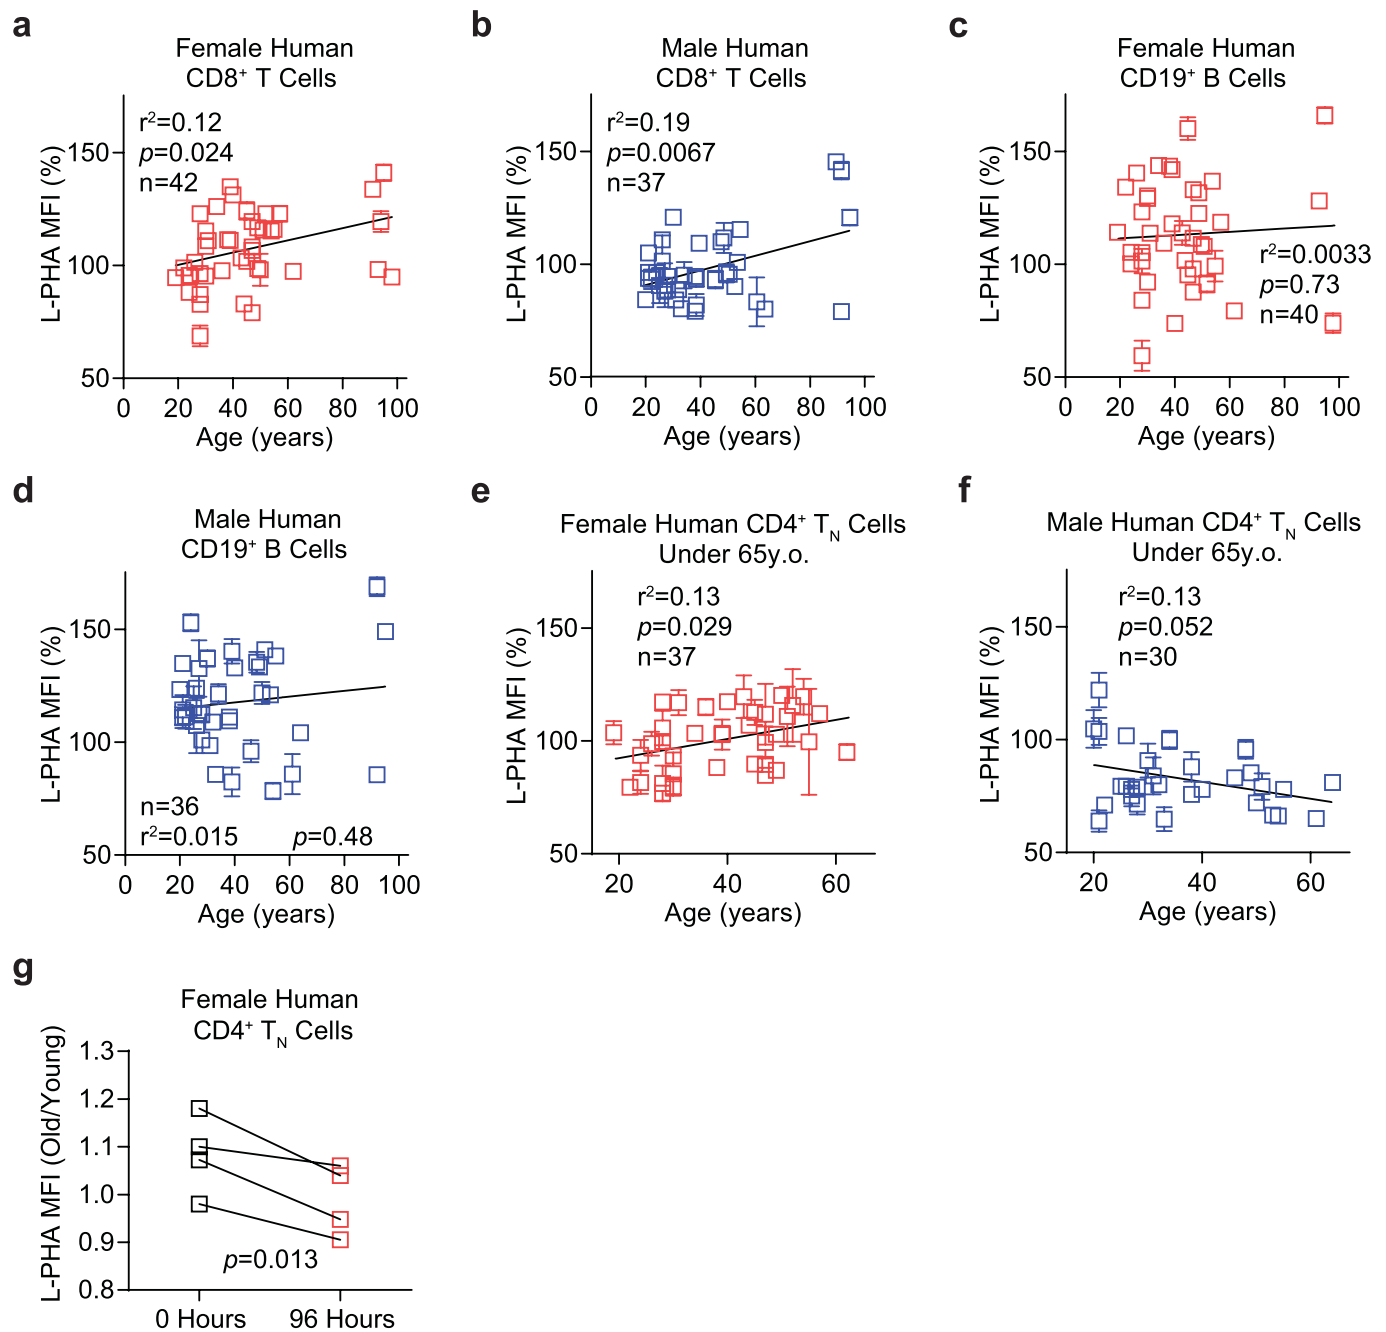 a
Female Human
CD8⁺ T Cells
r²=0.12
p=0.024
n=42
L-PHA MFI (%)
150
100
50
0 20 40 60 80 100
Age (years)
b
Male Human
CD8⁺ T Cells
r²=0.19
p=0.0067
n=37
L-PHA MFI (%)
150
100
50
0 20 40 60 80 100
Age (years)
c
Female Human
CD19⁺ B Cells
r²=0.0033
p=0.73
n=40
L-PHA MFI (%)
150
100
50
0 20 40 60 80 100
Age (years)
d
Male Human
CD19⁺ B Cells
n=36
r²=0.015 p=0.48
L-PHA MFI (%)
150
100
50
0 20 40 60 80 100
Age (years)
e
Female Human CD4⁺ T_N Cells
Under 65y.o.
r²=0.13
p=0.029
n=37
L-PHA MFI (%)
150
100
50
20 40 60
Age (years)
f
Male Human CD4⁺ T_N Cells
Under 65y.o.
r²=0.13
p=0.052
n=30
L-PHA MFI (%)
150
100
50
20 40 60
Age (years)
g
Female Human
CD4⁺ T_N Cells
L-PHA MFI (Old/Young)
1.3
1.2
1.1
1.0
0.9
0.8
p=0.013
0 Hours 96 Hours